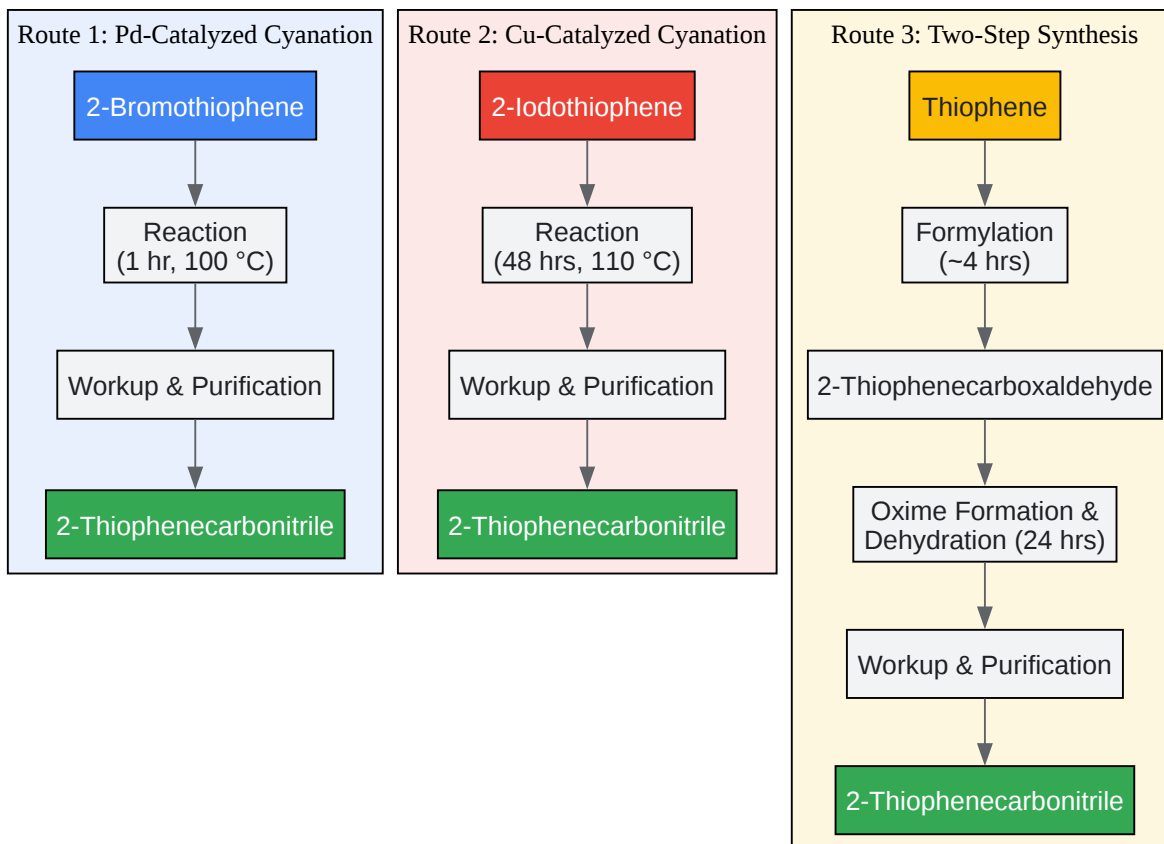 Route 1: Pd-Catalyzed Cyanation
2-Bromothiophene
Reaction
(1 hr, 100 °C)
Workup & Purification
2-Thiophenecarbonitrile
Route 2: Cu-Catalyzed Cyanation
2-Iodothiophene
Reaction
(48 hrs, 110 °C)
Workup & Purification
2-Thiophenecarbonitrile
Route 3: Two-Step Synthesis
Thiophene
Formylation
(~4 hrs)
2-Thiophenecarboxaldehyde
Oxime Formation &
Dehydration (24 hrs)
Workup & Purification
2-Thiophenecarbonitrile